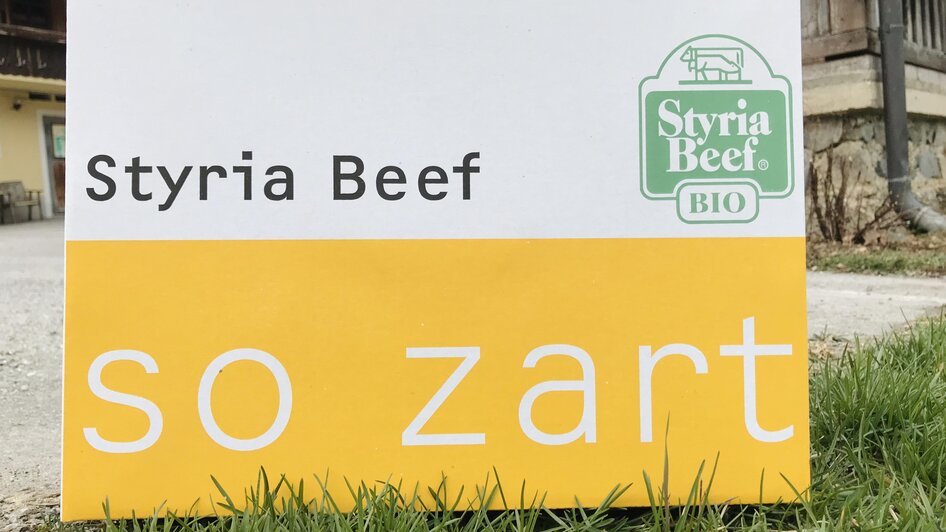 Styria Beef
Styria
Beef®
BIO
so zart